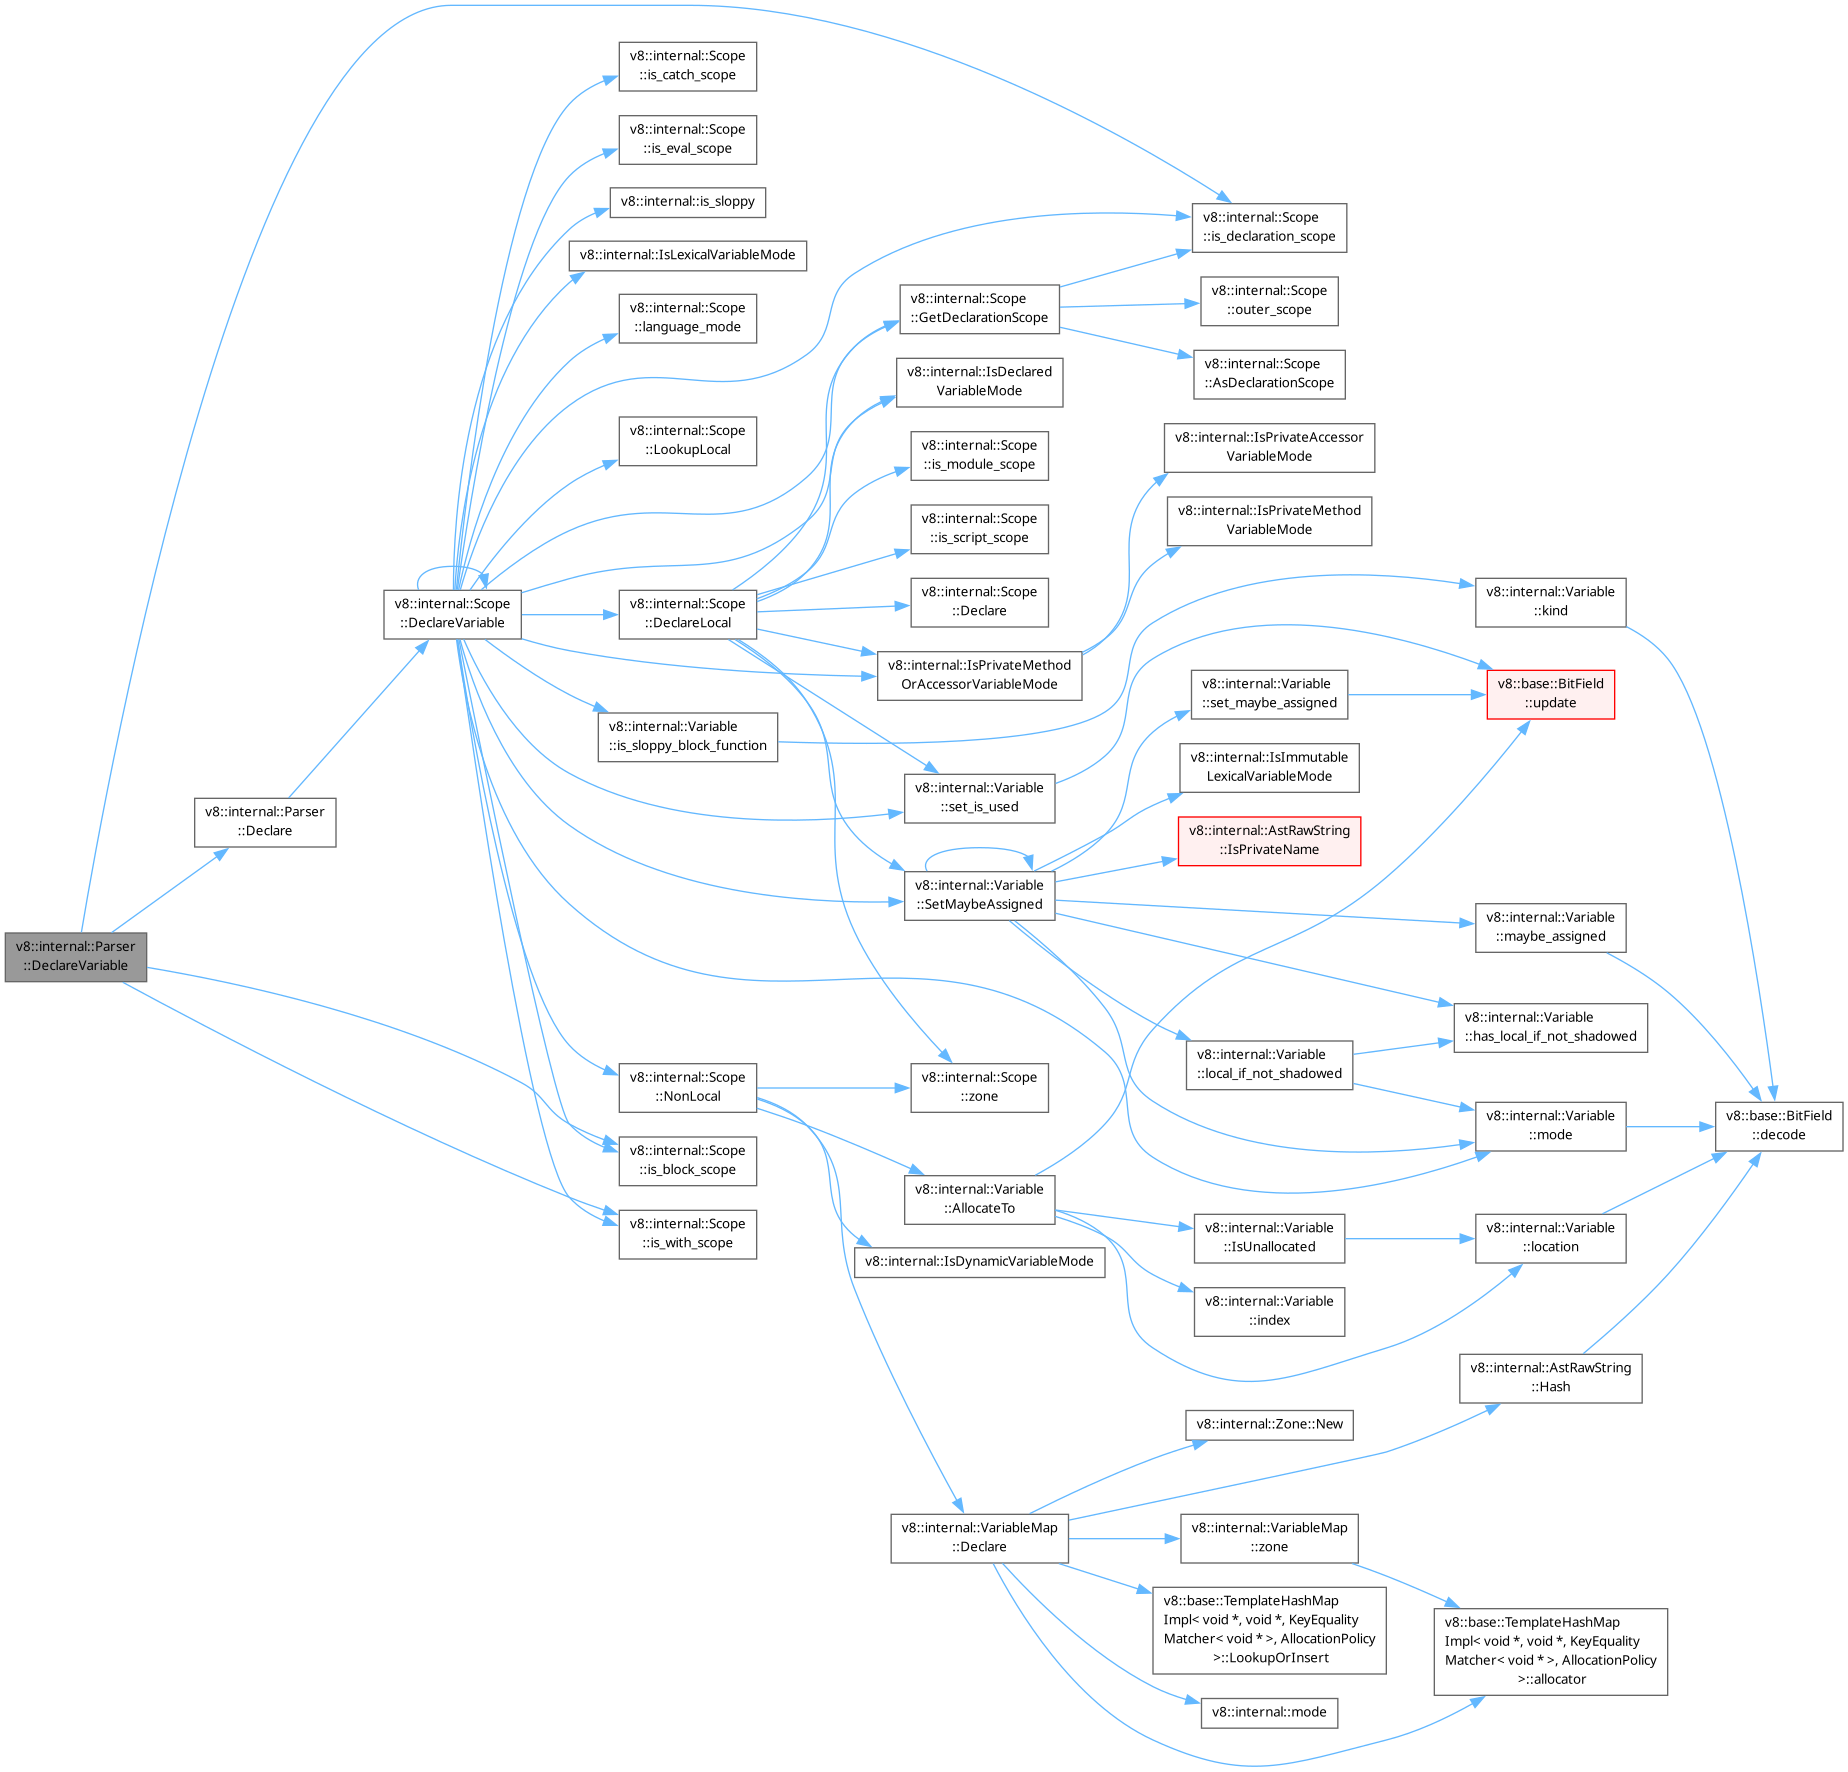 v8::internal::Parser
::DeclareVariable
v8::internal::Parser
::Declare
v8::internal::Scope
::DeclareVariable
v8::internal::Scope
::is_catch_scope
v8::internal::Scope
::is_eval_scope
v8::internal::is_sloppy
v8::internal::IsLexicalVariableMode
v8::internal::Scope
::language_mode
v8::internal::Scope
::LookupLocal
v8::internal::Scope
::DeclareLocal
v8::internal::Variable
::is_sloppy_block_function
v8::internal::Scope
::NonLocal
v8::internal::Scope
::is_block_scope
v8::internal::Scope
::is_with_scope
v8::internal::Scope
::GetDeclarationScope
v8::internal::IsDeclared
VariableMode
v8::internal::Scope
::is_module_scope
v8::internal::Scope
::is_script_scope
v8::internal::Scope
::Declare
v8::internal::IsPrivateMethod
OrAccessorVariableMode
v8::internal::Variable
::set_is_used
v8::internal::Variable
::SetMaybeAssigned
v8::internal::Scope
::zone
v8::internal::Variable
::AllocateTo
v8::internal::IsDynamicVariableMode
v8::internal::VariableMap
::Declare
v8::internal::Scope
::is_declaration_scope
v8::internal::Scope
::outer_scope
v8::internal::Scope
::AsDeclarationScope
v8::internal::IsPrivateAccessor
VariableMode
v8::internal::IsPrivateMethod
VariableMode
v8::internal::Variable
::set_maybe_assigned
v8::internal::IsImmutable
LexicalVariableMode
v8::internal::AstRawString
::IsPrivateName
v8::internal::Variable
::local_if_not_shadowed
v8::internal::Variable
::IsUnallocated
v8::internal::Variable
::index
v8::internal::Zone::New
v8::internal::VariableMap
::zone
v8::base::TemplateHashMap
Impl< void *, void *, KeyEquality
Matcher< void * >, AllocationPolicy
>::LookupOrInsert
v8::internal::mode
v8::internal::Variable
::kind
v8::base::BitField
::update
v8::internal::Variable
::maybe_assigned
v8::internal::Variable
::has_local_if_not_shadowed
v8::internal::Variable
::mode
v8::internal::Variable
::location
v8::internal::AstRawString
::Hash
v8::base::TemplateHashMap
Impl< void *, void *, KeyEquality
Matcher< void * >, AllocationPolicy
>::allocator
v8::base::BitField
::decode